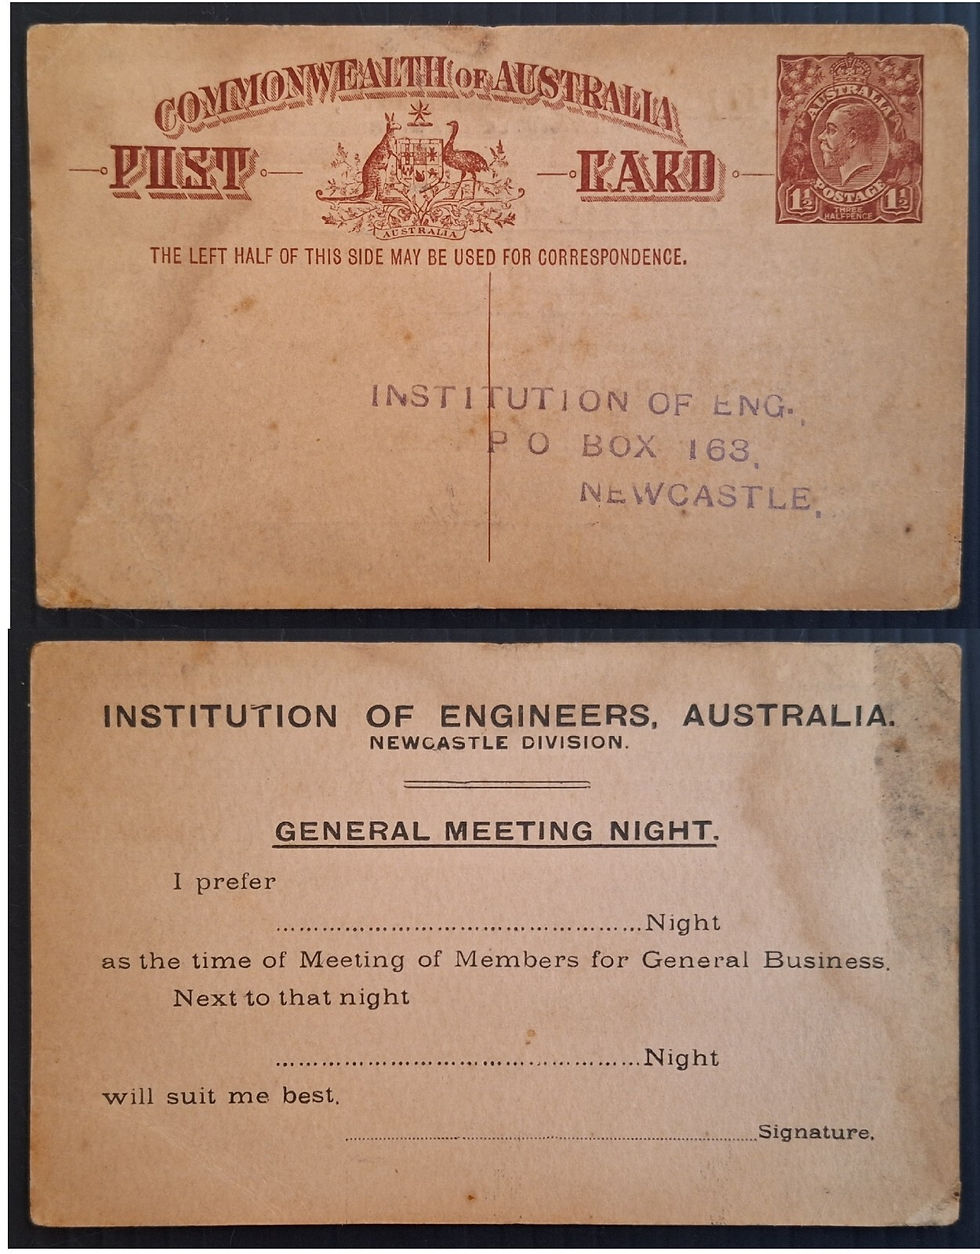 COMMONWEALTH OF AUSTRALIA
POST CARD
AUSTRALIA
AUSTRALIA
POSTAGE
1½ 1½
THREE
HALFPENCE
THE LEFT HALF OF THIS SIDE MAY BE USED FOR CORRESPONDENCE.
INSTITUTION OF ENG.,
P O BOX 163,
NEWCASTLE.
INSTITUTION OF ENGINEERS, AUSTRALIA.
NEWCASTLE DIVISION.
GENERAL MEETING NIGHT.
I prefer
........................................Night
as the time of Meeting of Members for General Business.
Next to that night
........................................Night
will suit me best.
........................................Signature.